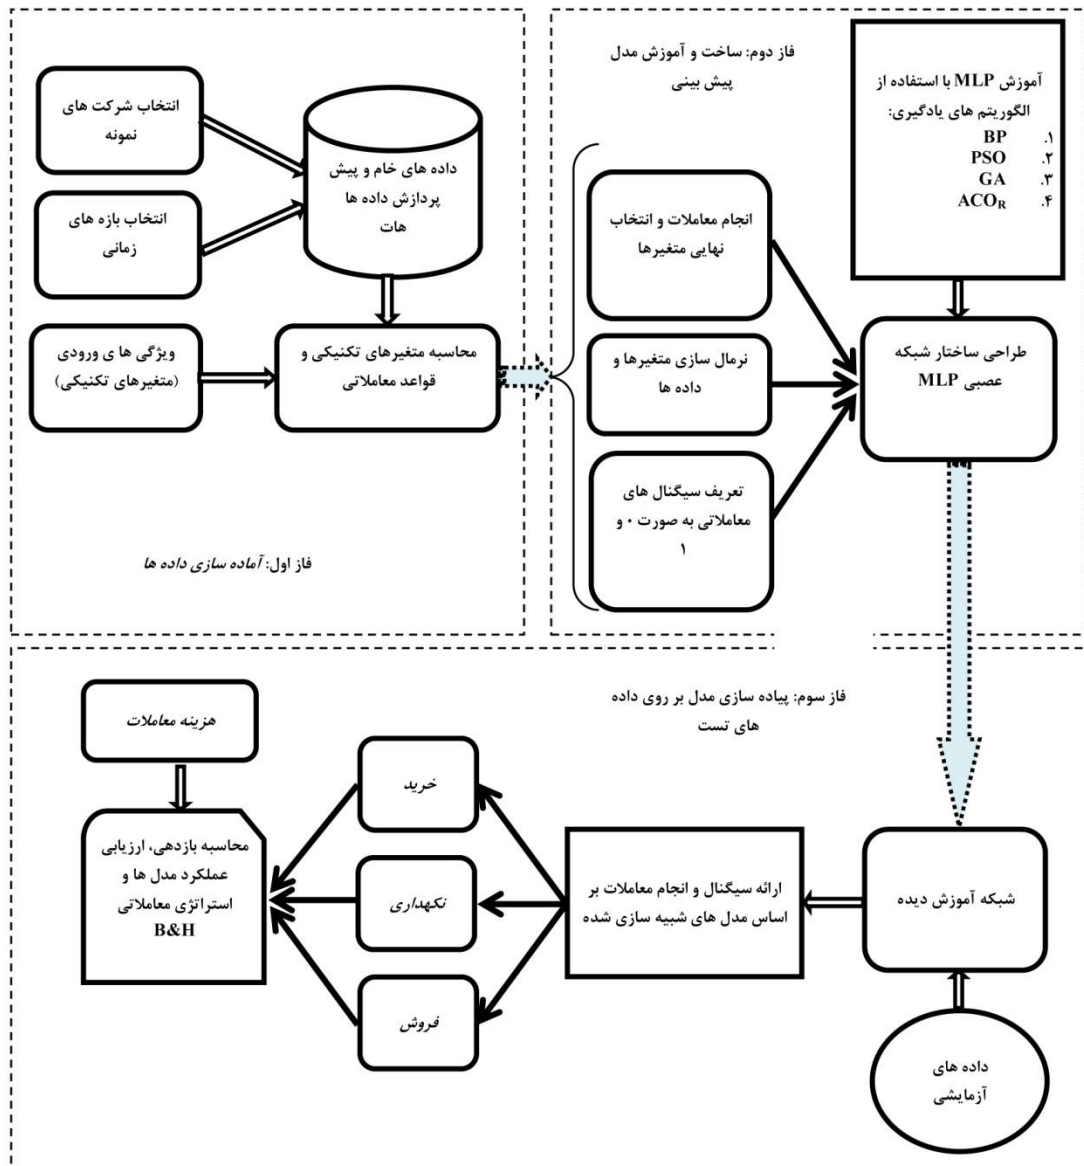 انتخاب شرکت های
نمونه
انتخاب بازه های
زمانی
داده های خام و پیش
پردازش داده ها
هات
ویژگی ها ی ورودی
(متغیرهای تکنیکی)
محاسبه متغیرهای تکنیکی و
قواعد معاملاتی
فاز اول: آماده سازی داده ها
فاز دوم: ساخت و آموزش مدل
پیش بینی
آموزش MLP با استفاده از
الگوریتم های یادگیری:
۱. BP
۲. PSO
۳. GA
۴. ACOR
انجام معاملات و انتخاب
نهایی متغیرها
نرمال سازی متغیرها و
داده ها
تعریف سیگنال های
معاملاتی به صورت ۰ و
۱
طراحی ساختار شبکه
عصبی MLP
فاز سوم: پیاده سازی مدل بر روی داده
های تست
شبکه آموزش دیده
داده های
آزمایشی
ارائه سیگنال و انجام معاملات بر
اساس مدل های شبیه سازی شده
خرید
نکهداری
فروش
هزینه معاملات
محاسبه بازدهی، ارزیابی
عملکرد مدل ها و
استراتژی معاملاتی
B&H